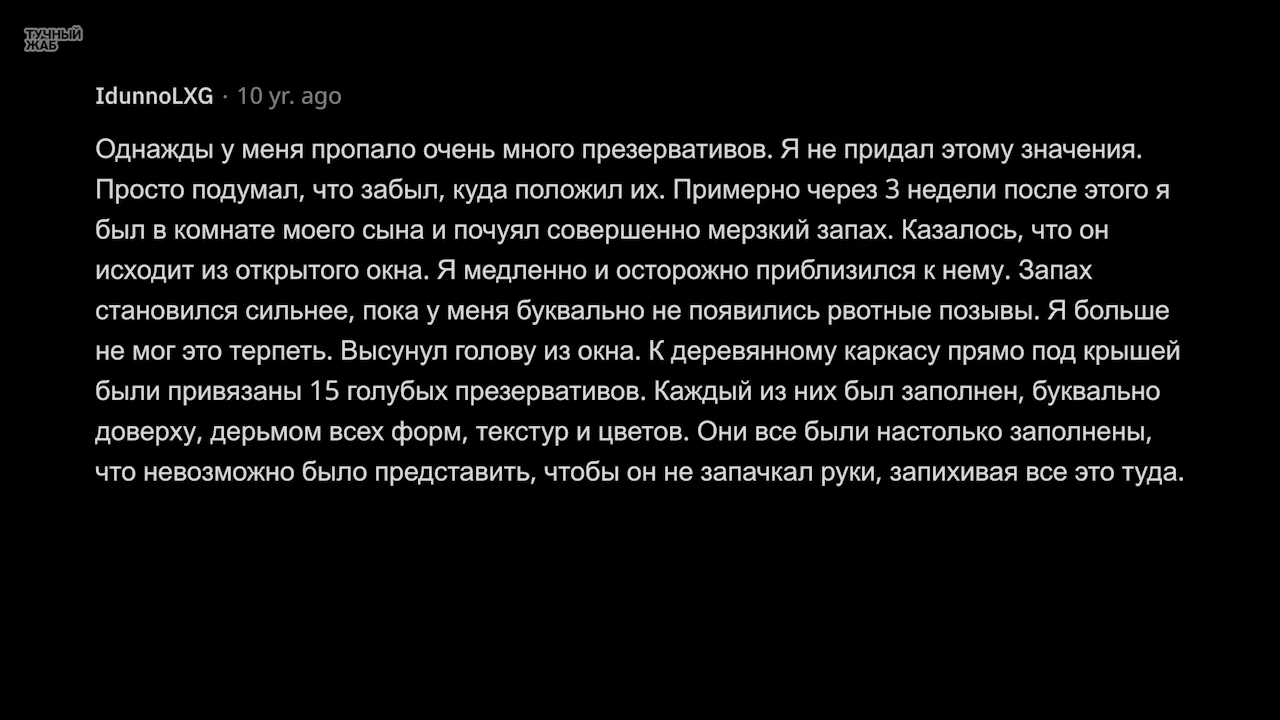 ТУЧНЫЙ
ЖАБ
IdunnoLXG · 10 yr. ago
Однажды у меня пропало очень много презервативов. Я не придал этому значения.
Просто подумал, что забыл, куда положил их. Примерно через 3 недели после этого я
был в комнате моего сына и почуял совершенно мерзкий запах. Казалось, что он
исходит из открытого окна. Я медленно и осторожно приблизился к нему. Запах
становился сильнее, пока у меня буквально не появились рвотные позывы. Я больше
не мог это терпеть. Высунул голову из окна. К деревянному каркасу прямо под крышей
были привязаны 15 голубых презервативов. Каждый из них был заполнен, буквально
доверху, дерьмом всех форм, текстур и цветов. Они все были настолько заполнены,
что невозможно было представить, чтобы он не запачкал руки, запихивая все это туда.